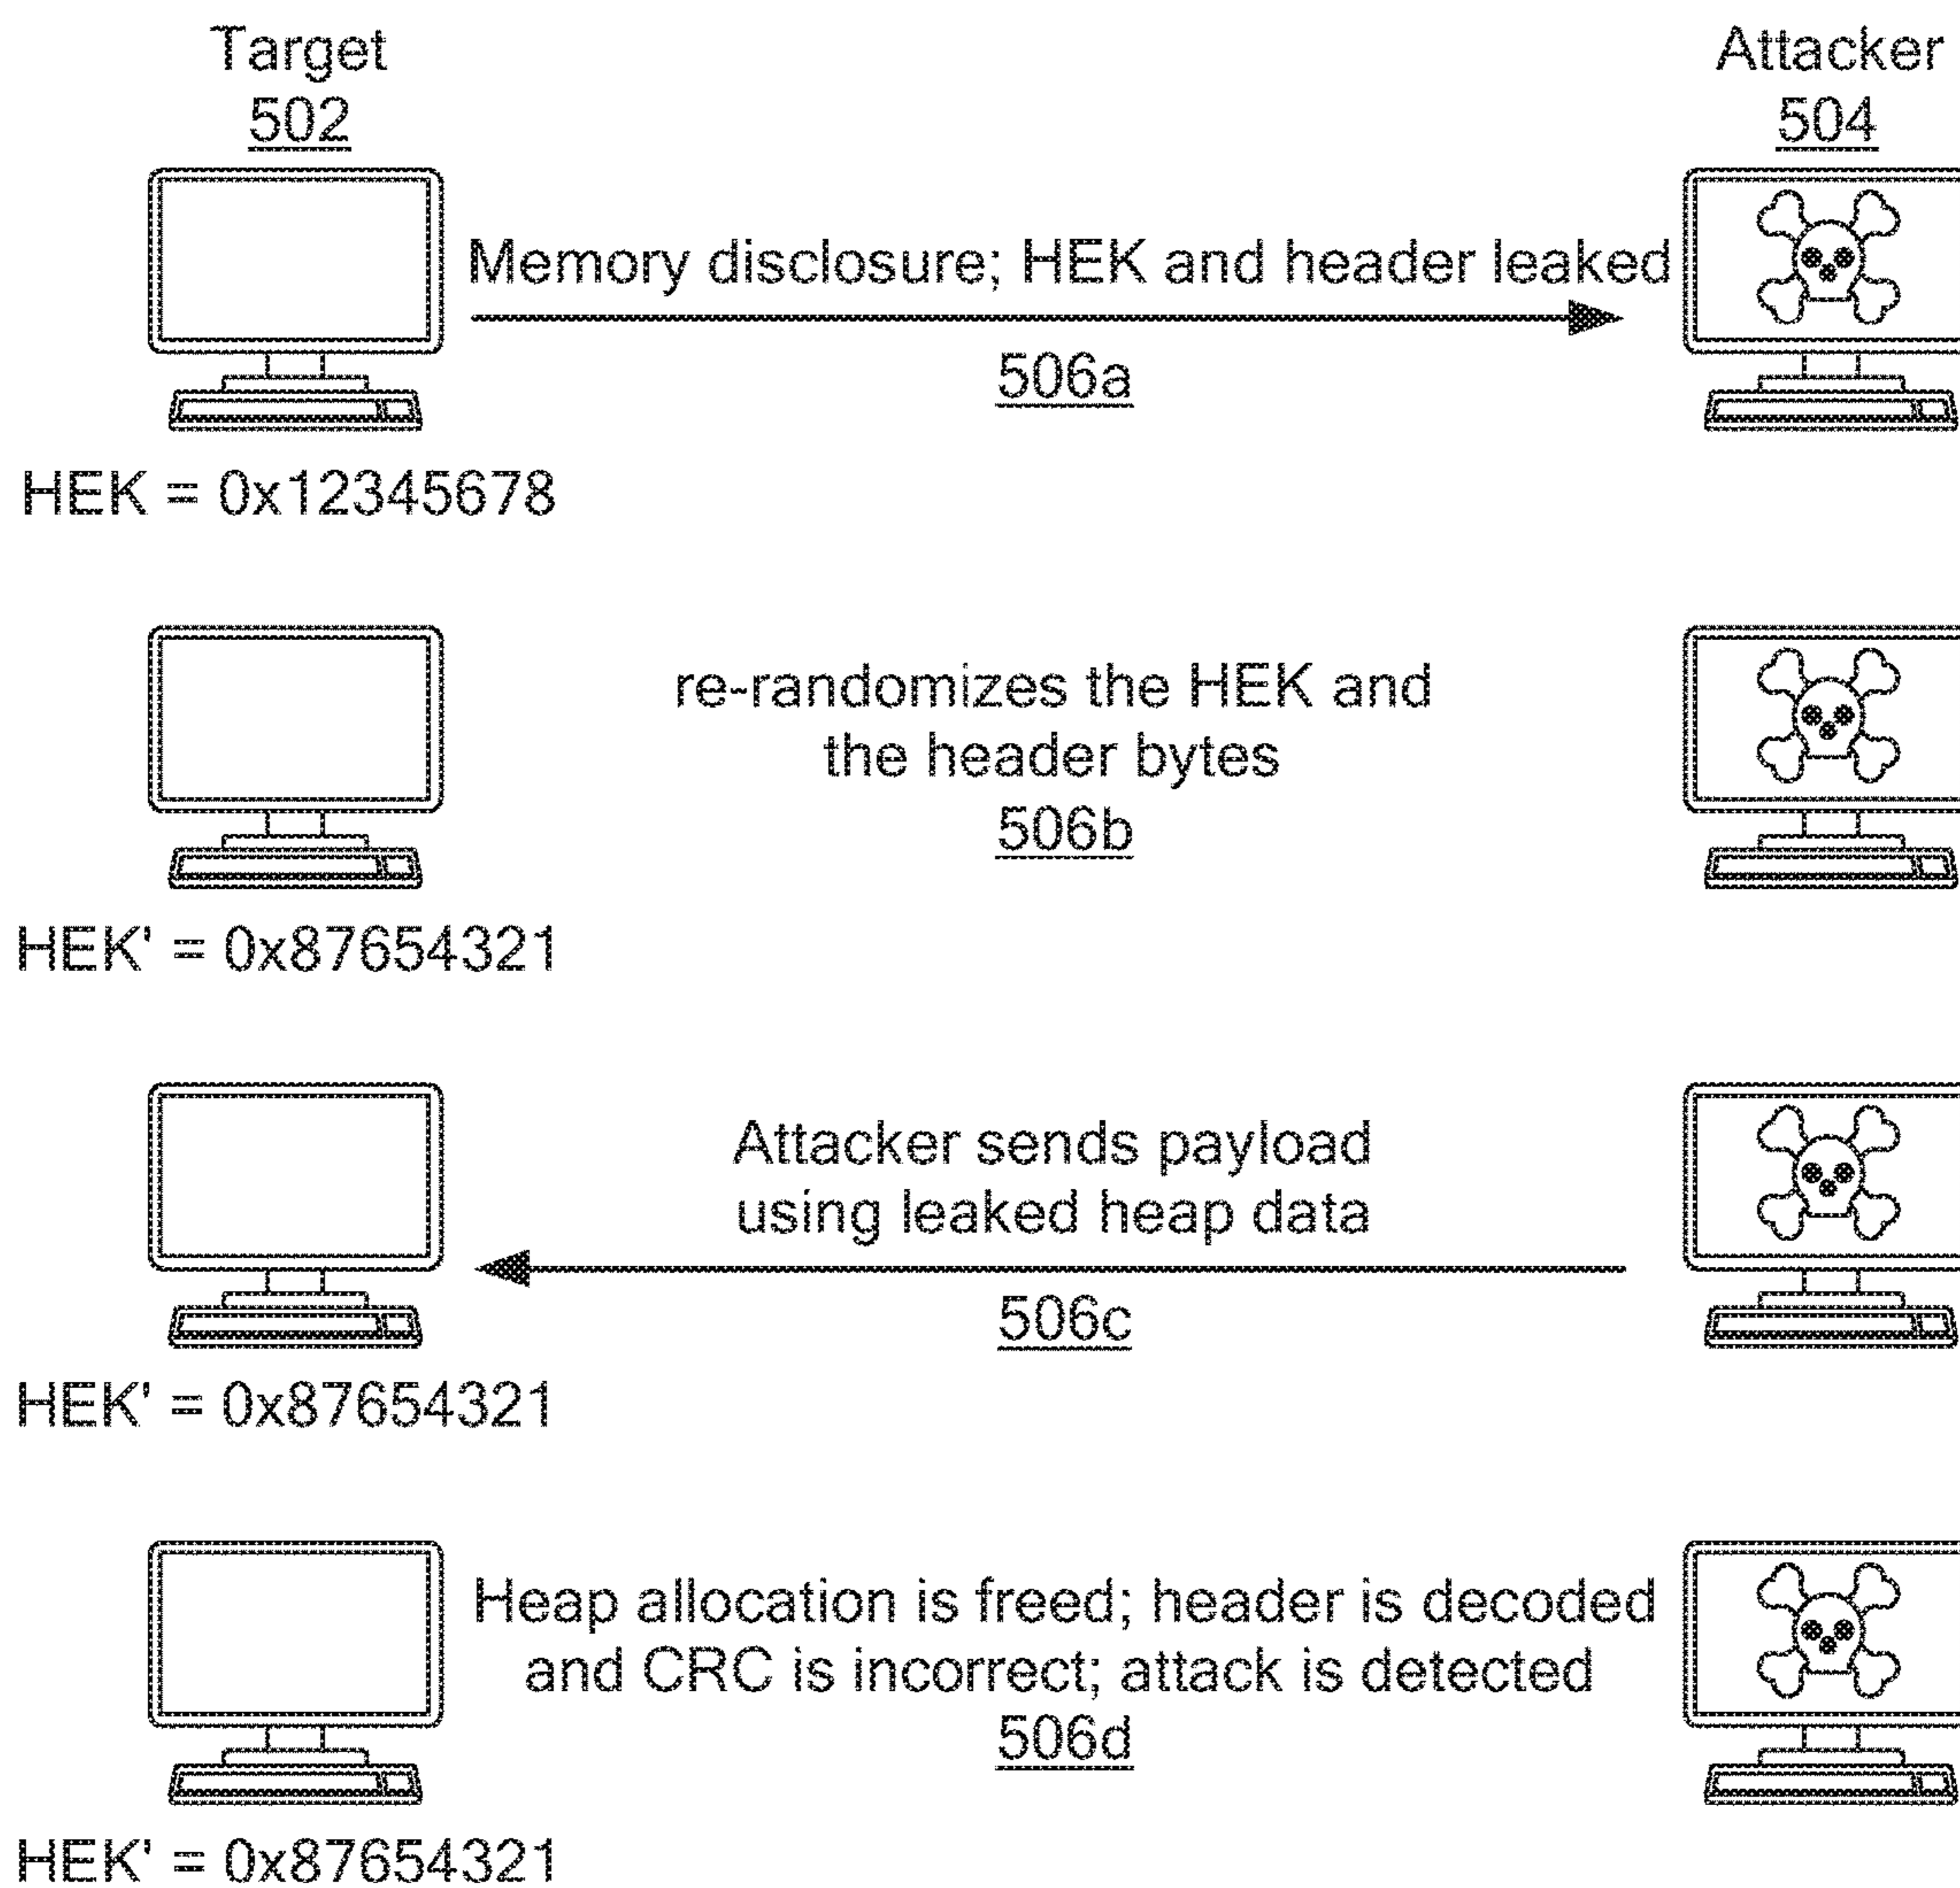 Target
502
Attacker
504
Memory disclosure; HEK and header leaked
506a
HEK = 0x12345678
re-randomizes the HEK and
the header bytes
506b
HEK' = 0x87654321
Attacker sends payload
using leaked heap data
506c
HEK' = 0x87654321
Heap allocation is freed; header is decoded
and CRC is incorrect; attack is detected
506d
HEK' = 0x87654321